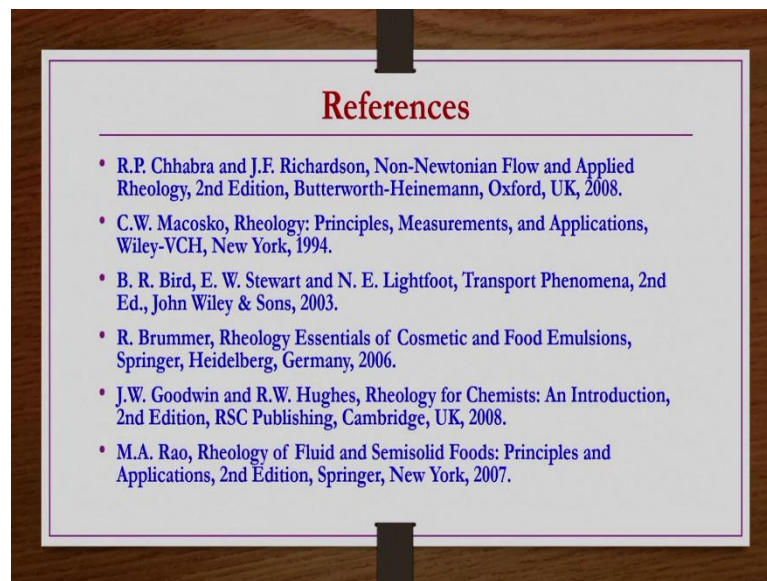 References
• R.P. Chhabra and J.F. Richardson, Non-Newtonian Flow and Applied
Rheology, 2nd Edition, Butterworth-Heinemann, Oxford, UK, 2008.
• C.W. Macosko, Rheology: Principles, Measurements, and Applications,
Wiley-VCH, New York, 1994.
• B. R. Bird, E. W. Stewart and N. E. Lightfoot, Transport Phenomena, 2nd
Ed., John Wiley & Sons, 2003.
• R. Brummer, Rheology Essentials of Cosmetic and Food Emulsions,
Springer, Heidelberg, Germany, 2006.
• J.W. Goodwin and R.W. Hughes, Rheology for Chemists: An Introduction,
2nd Edition, RSC Publishing, Cambridge, UK, 2008.
• M.A. Rao, Rheology of Fluid and Semisolid Foods: Principles and
Applications, 2nd Edition, Springer, New York, 2007.